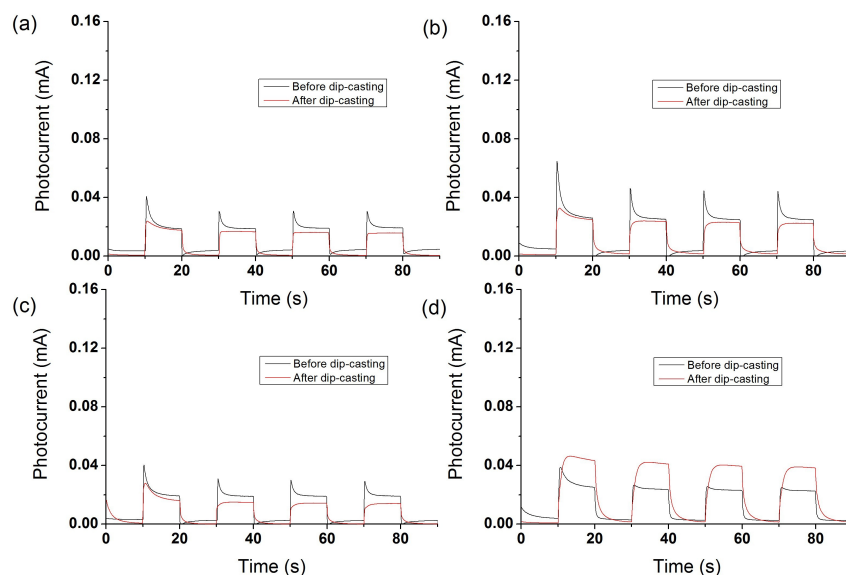 (a)
0.16
0.12
0.08
0.04
0.00
Photocurrent (mA)
Before dip-casting
After dip-casting
0 20 40 60 80
Time (s)
(b)
0.16
0.12
0.08
0.04
0.00
Photocurrent (mA)
Before dip-casting
After dip-casting
0 20 40 60 80
Time (s)
(c)
0.16
0.12
0.08
0.04
0.00
Photocurrent (mA)
Before dip-casting
After dip-casting
0 20 40 60 80
Time (s)
(d)
0.16
0.12
0.08
0.04
0.00
Photocurrent (mA)
Before dip-casting
After dip-casting
0 20 40 60 80
Time (s)